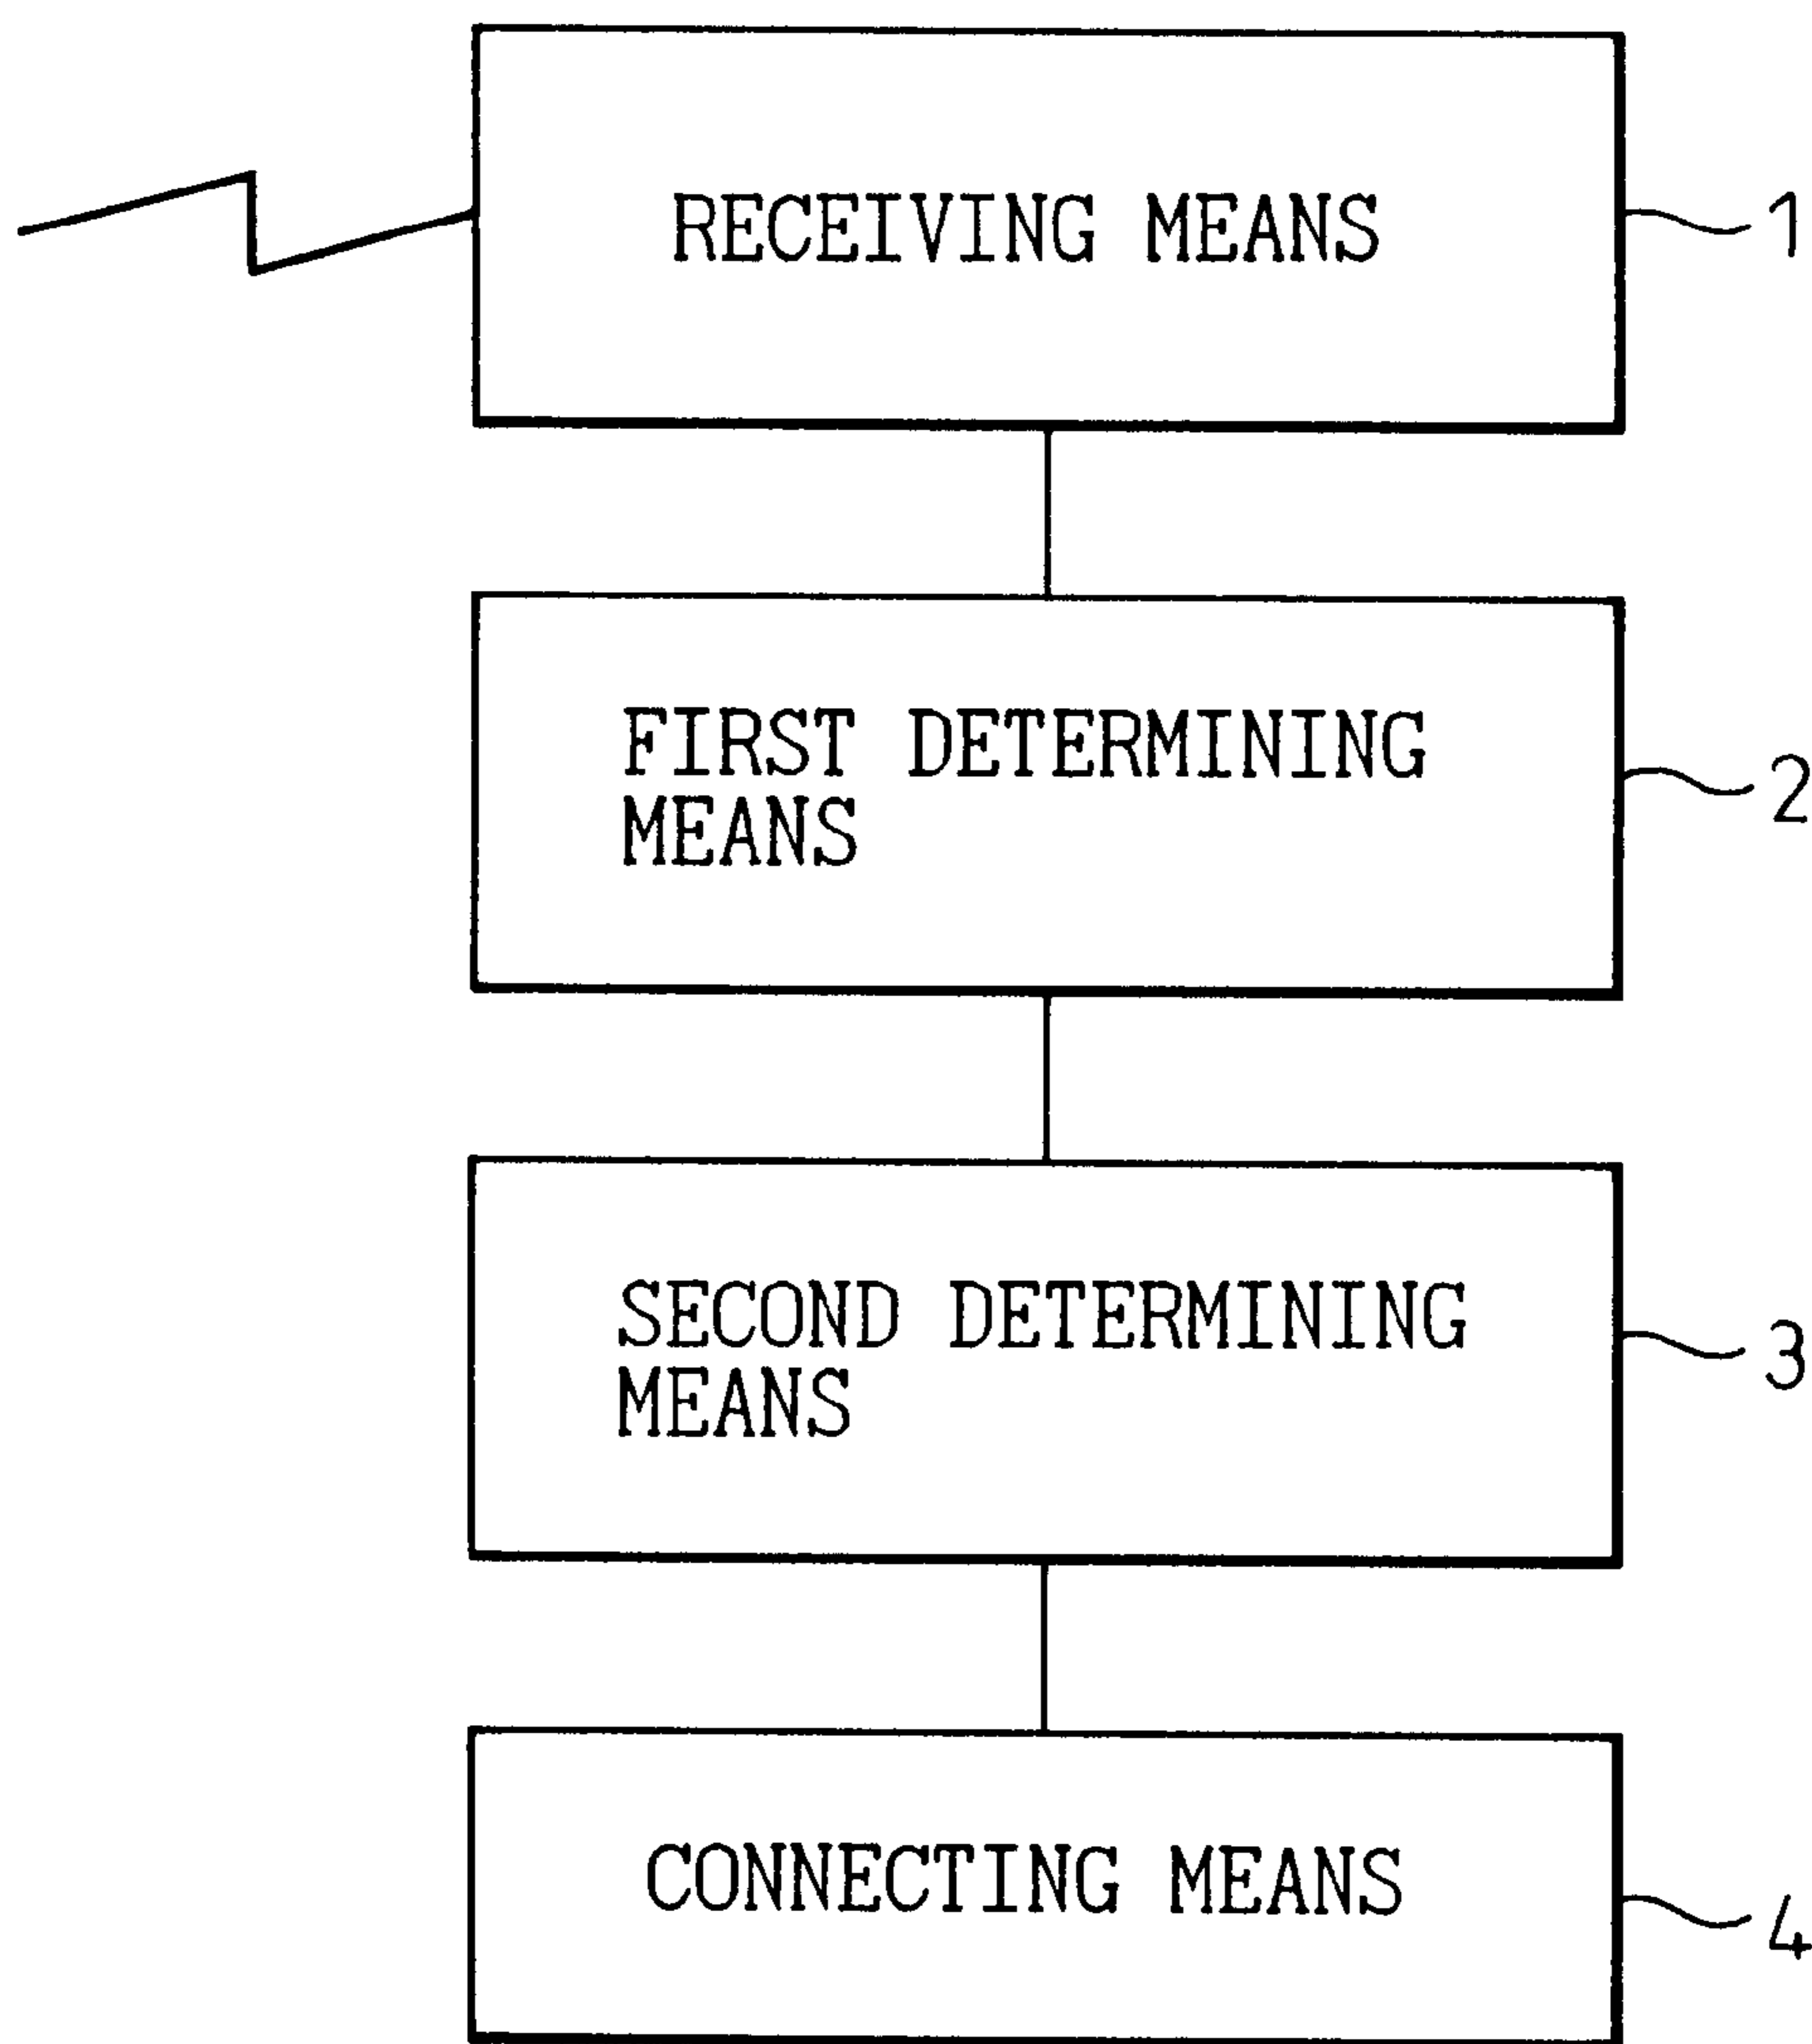 RECEIVING MEANS
1
FIRST DETERMINING
MEANS
2
SECOND DETERMINING
MEANS
3
CONNECTING MEANS
4